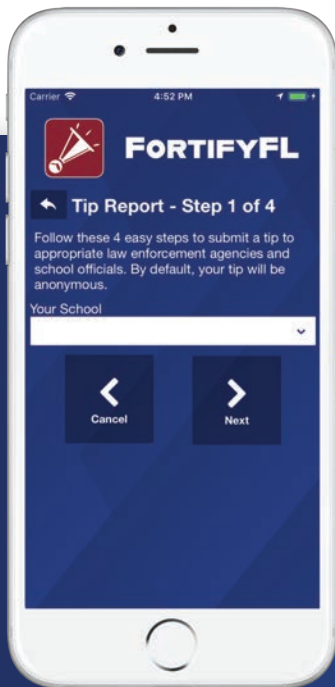 Carrier 4:52 PM
FORTIFYFL
Tip Report - Step 1 of 4
Follow these 4 easy steps to submit a tip to
appropriate law enforcement agencies and
school officials. By default, your tip will be
anonymous.
Your School
Cancel Next